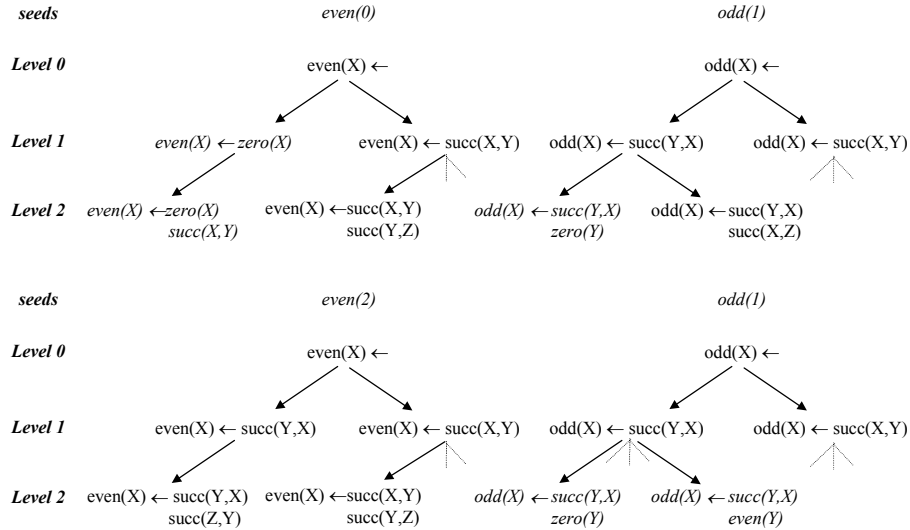 seeds even(0) odd(1)
Level 0 even(X) ← odd(X) ←
Level 1 even(X) ← zero(X) even(X) ← succ(X,Y) odd(X) ← succ(Y,X) odd(X) ← succ(X,Y)
Level 2 even(X) ←zero(X) even(X) ←succ(X,Y) odd(X) ← succ(Y,X) odd(X) ← succ(Y,X)
succ(X,Y) succ(Y,Z) zero(Y) succ(X,Z)
seeds even(2) odd(1)
Level 0 even(X) ← odd(X) ←
Level 1 even(X) ← succ(Y,X) even(X) ← succ(X,Y) odd(X) ← succ(Y,X) odd(X) ← succ(X,Y)
Level 2 even(X) ← succ(Y,X) even(X) ←succ(X,Y) odd(X) ← succ(Y,X) odd(X) ← succ(Y,X)
succ(Z,Y) succ(Y,Z) zero(Y) even(Y)